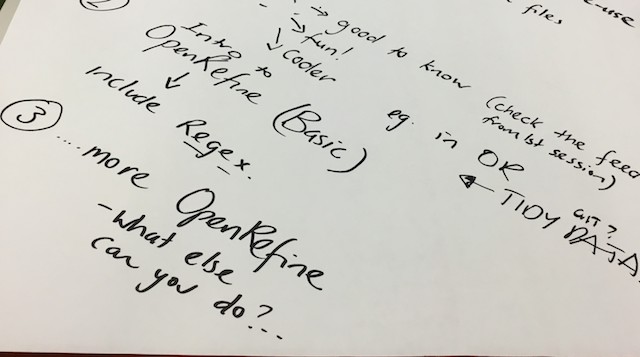 ② → good to know (check the feed
from 1st session)
→ fun!
↓ Coder
files
Intro to
OpenRefine (Basic)
↓
include Regex.
eg. in OR
← TIDY DATA
GIT?
③ ....more OpenRefine
- what else
can you do?...